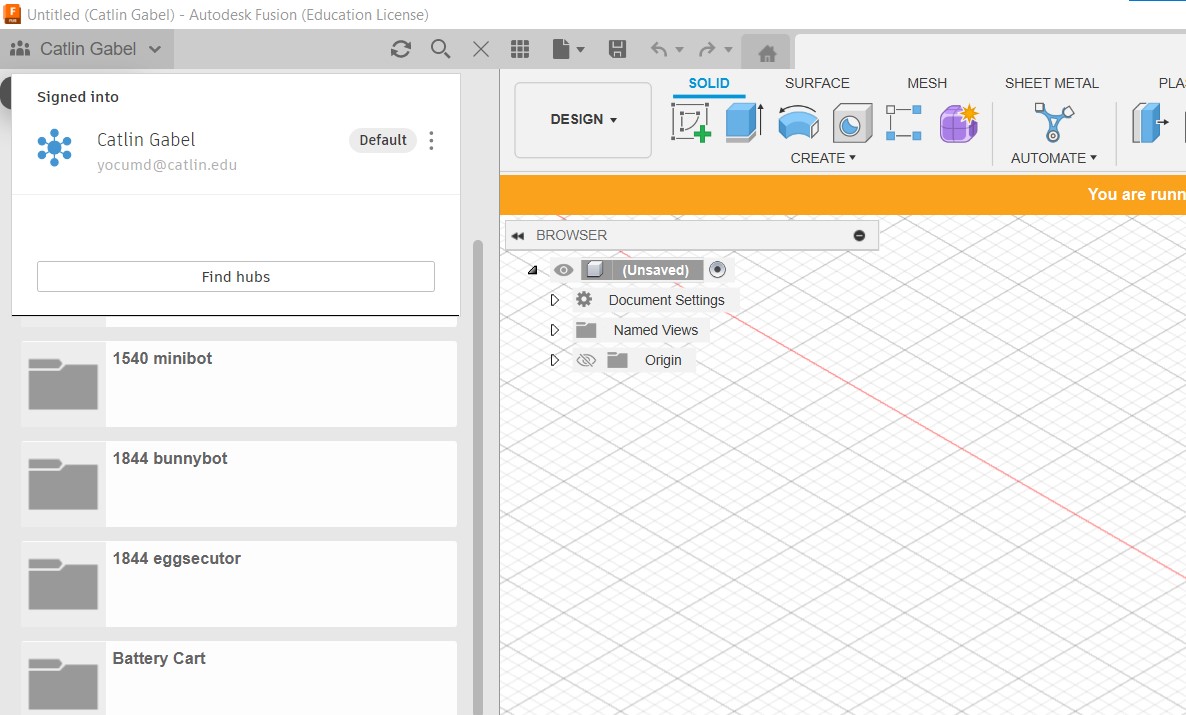 Untitled (Catlin Gabel) - Autodesk Fusion (Education License)
Catlin Gabel
Signed into
Catlin Gabel
Default
yocumd@catlin.edu
Find hubs
1540 minibot
1844 bunnybot
1844 eggsecutor
Battery Cart
DESIGN
SOLID SURFACE MESH SHEET METAL PLAS
CREATE AUTOMATE
You are runn
BROWSER
(Unsaved)
Document Settings
Named Views
Origin